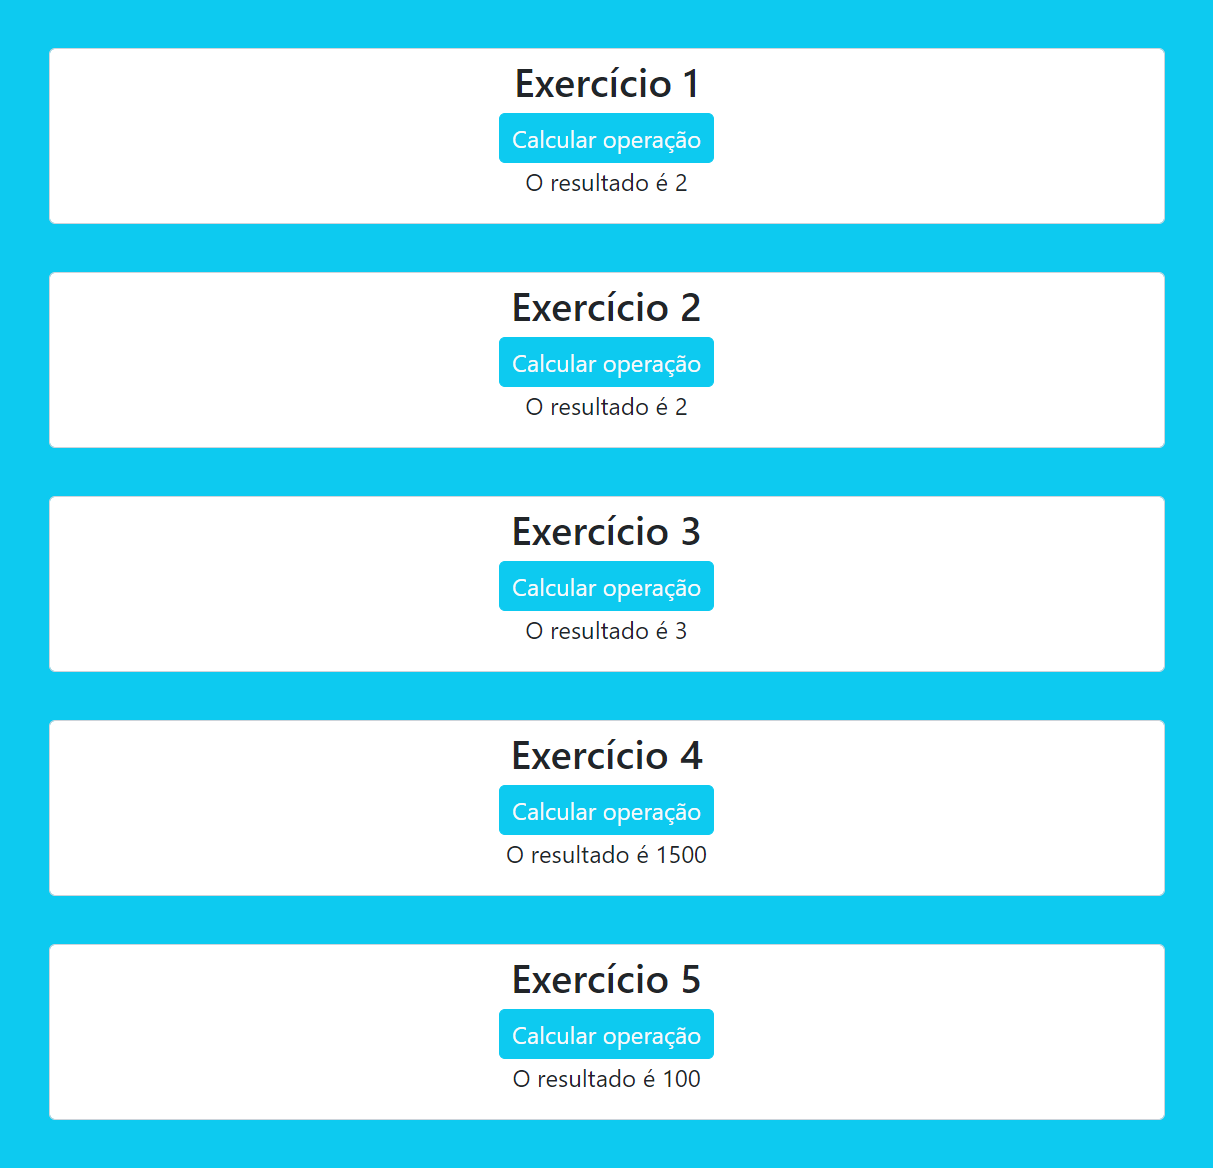 Exercício 1
Calcular operação
O resultado é 2
Exercício 2
Calcular operação
O resultado é 2
Exercício 3
Calcular operação
O resultado é 3
Exercício 4
Calcular operação
O resultado é 1500
Exercício 5
Calcular operação
O resultado é 100